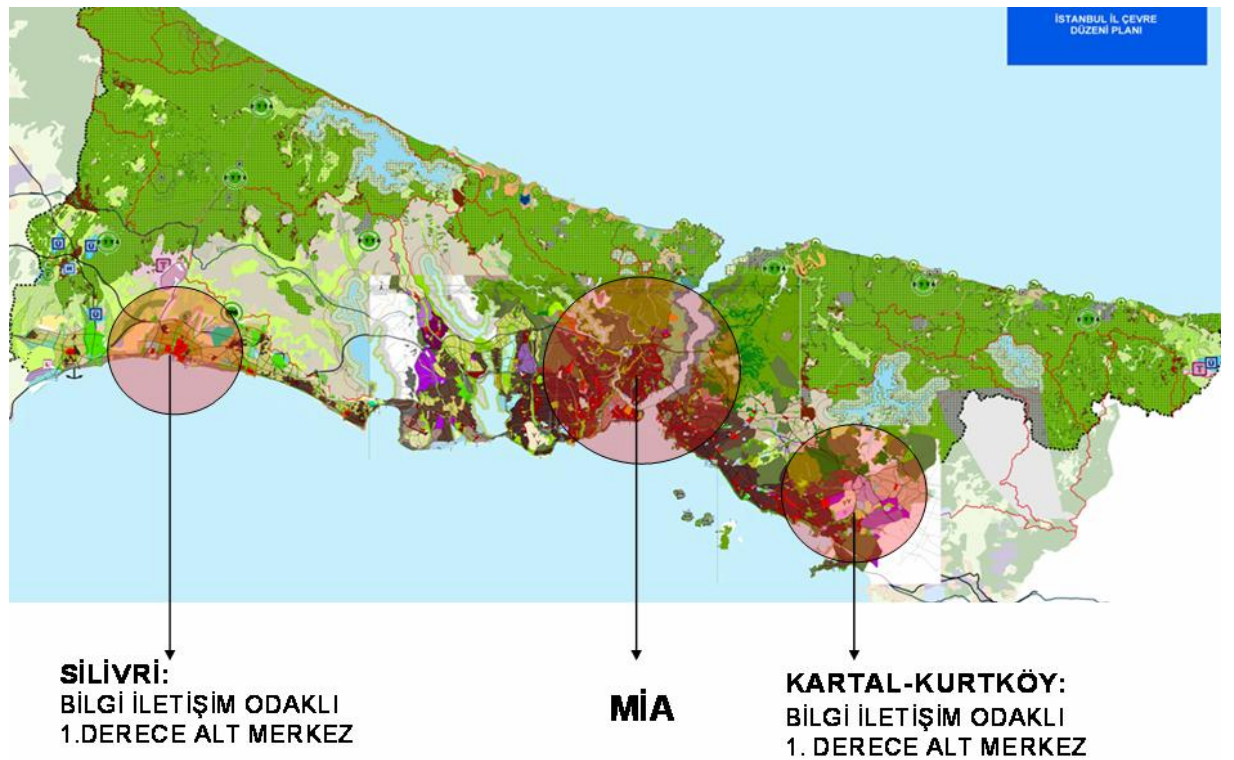 İSTANBUL İL ÇEVRE
DÜZENİ PLANI
SİLİVRİ:
BİLGİ İLETİŞİM ODAKLI
1.DERECE ALT MERKEZ
MİA
KARTAL-KURTKÖY:
BİLGİ İLETİŞİM ODAKLI
1. DERECE ALT MERKEZ